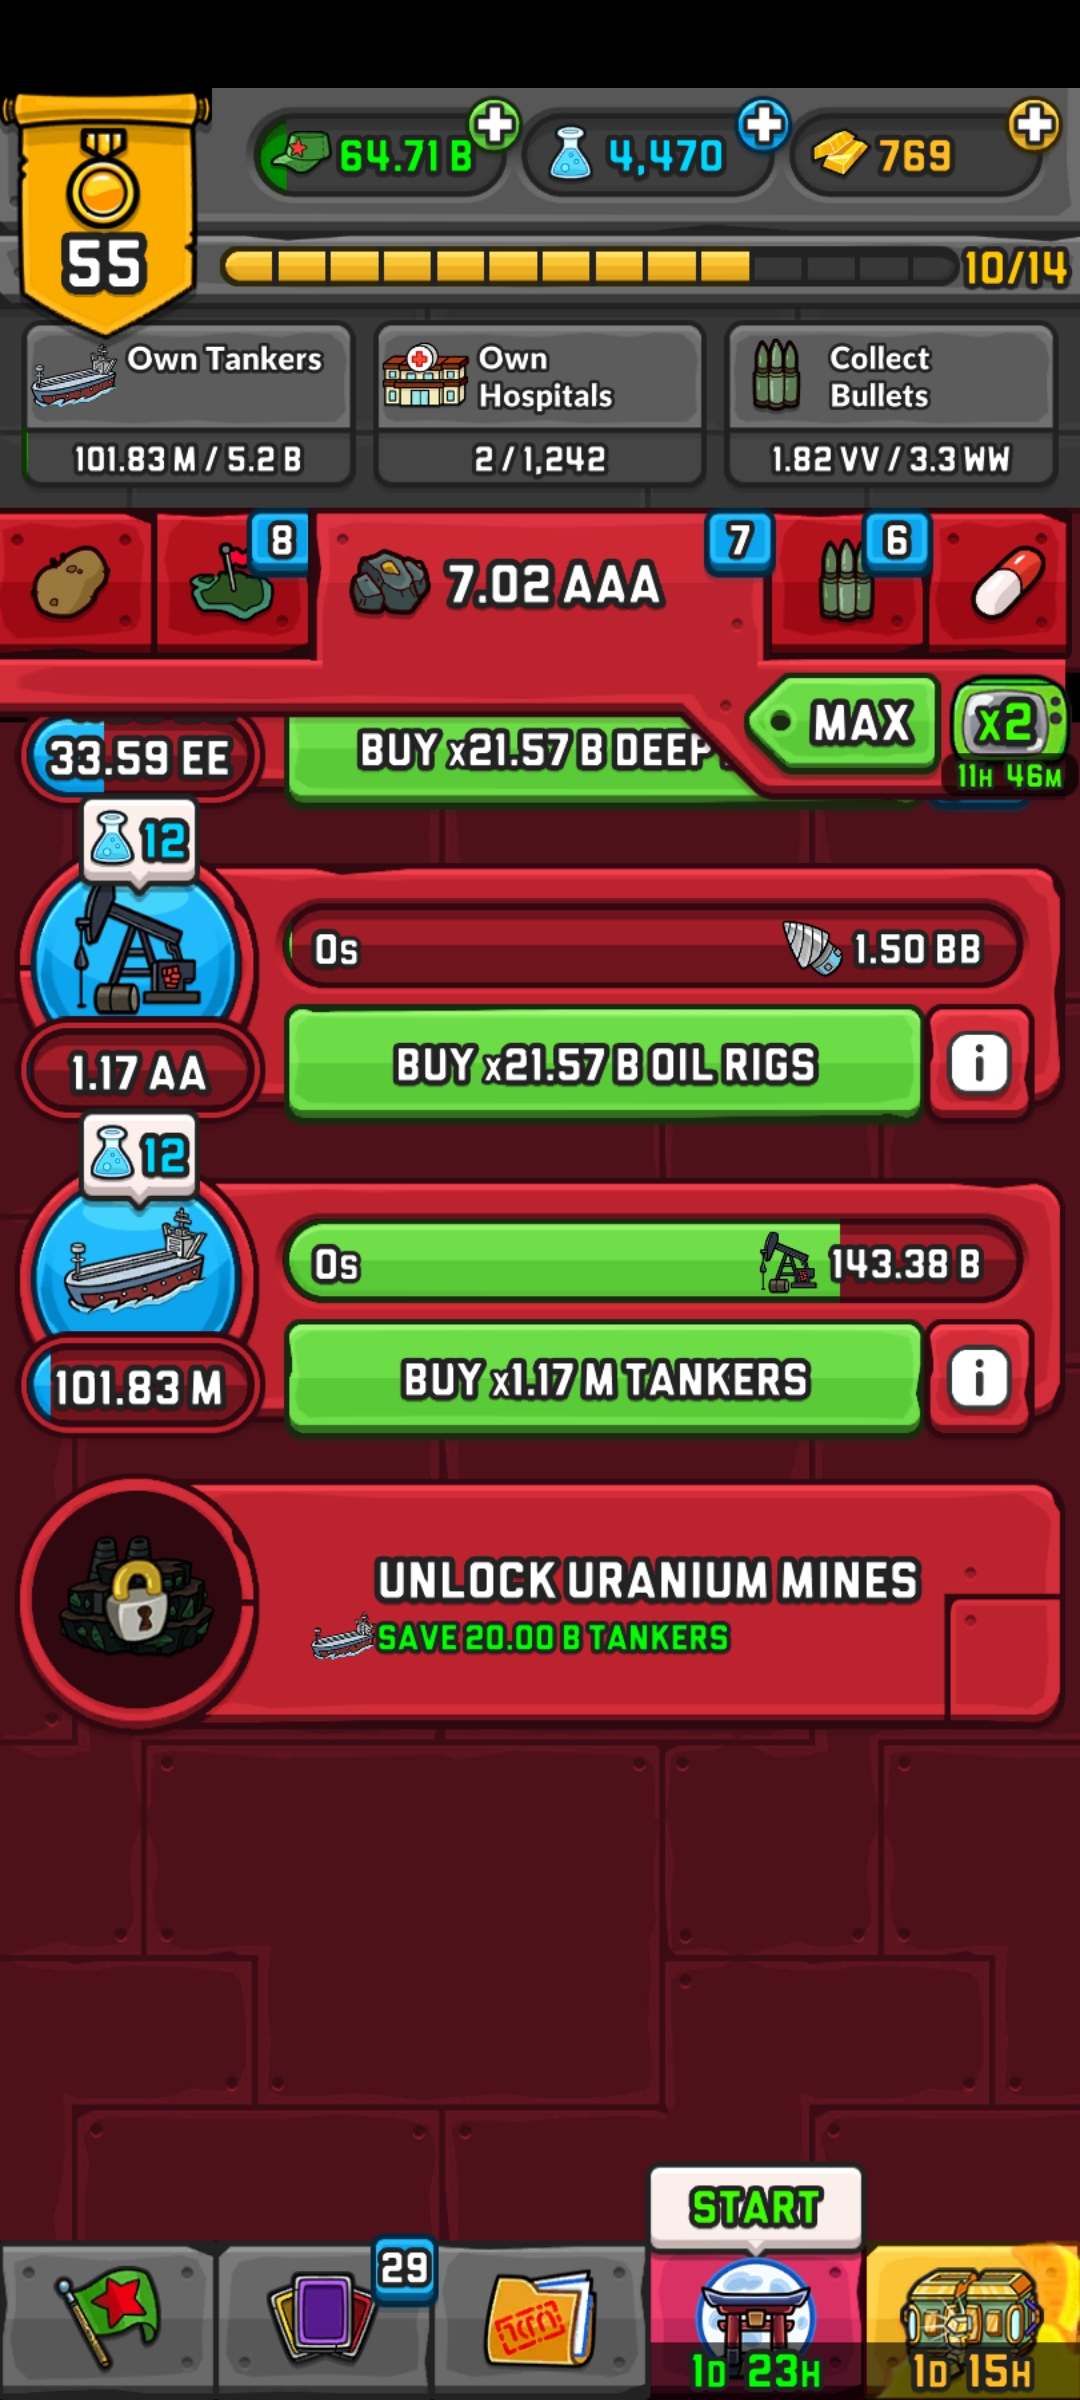 64.71 B
4,470
769
55
10/14
Own Tankers
101.83 M / 5.2 B
Own
Hospitals
2 / 1,242
Collect
Bullets
1.82 VV / 3.3 WW
8
7.02 AAA
7
6
MAX
x2
11H 46M
33.59 EE
BUY x21.57 B DEEP
12
0s
1.50 BB
1.17 AA
BUY x21.57 B OIL RIGS
i
12
0s
143.38 B
101.83 M
BUY x1.17 M TANKERS
i
UNLOCK URANIUM MINES
SAVE 20.00 B TANKERS
START
29
1D 23H
1D 15H